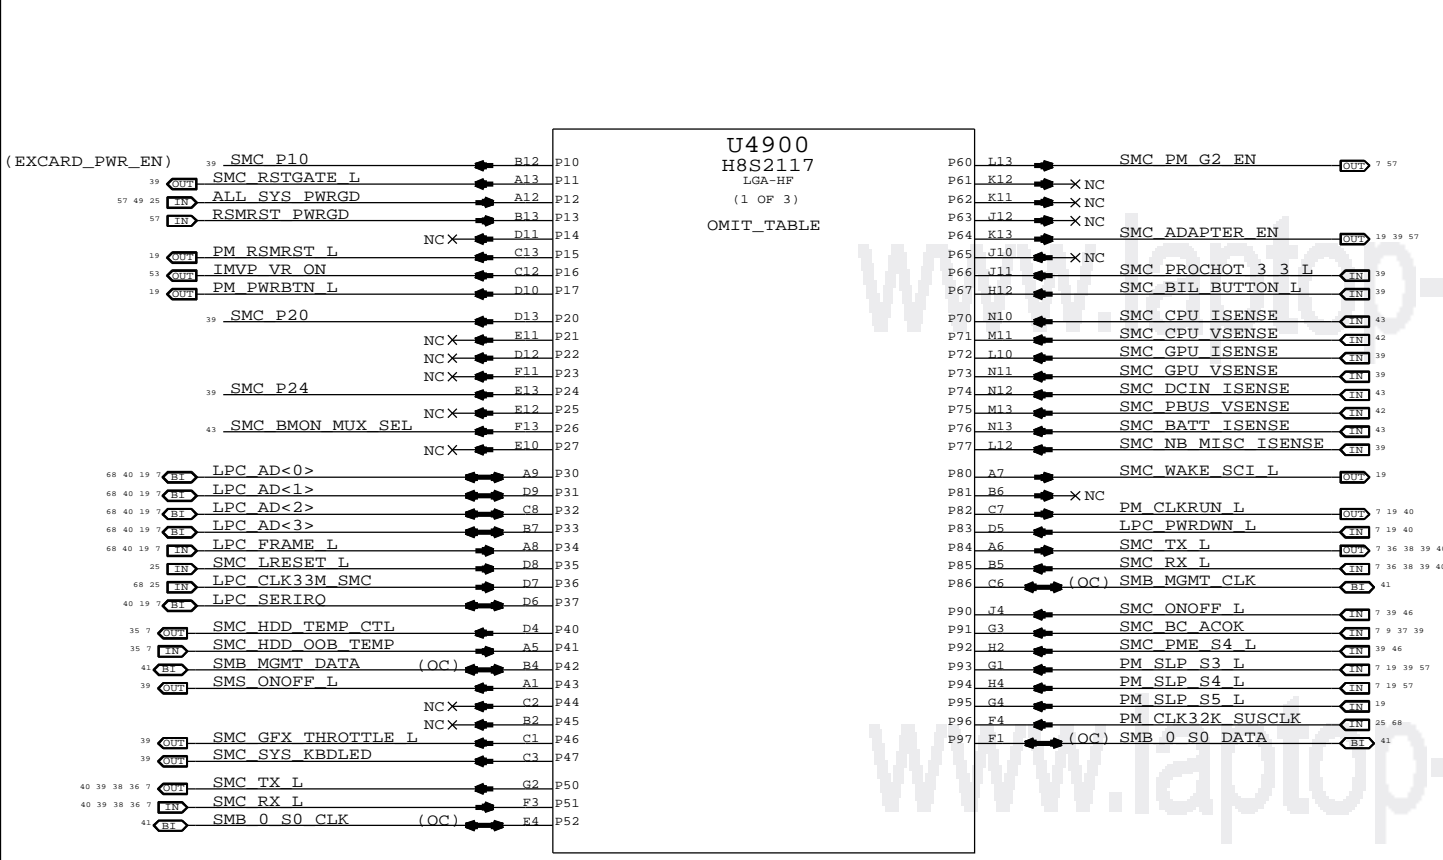 U4900
H8S2117
LGA-HF
(1 OF 3)
OMIT_TABLE
(EXCARD_PWR_EN) 39 SMC_P10 B12 P10
39 OUT SMC_RSTGATE_L A13 P11
57 49 25 IN ALL_SYS_PWRGD A12 P12
57 IN RSMRST_PWRGD B13 P13
NC D11 P14
19 OUT PM_RSMRST_L C13 P15
53 OUT IMVP_VR_ON C12 P16
19 OUT PM_PWRBTN_L D10 P17
39 SMC_P20 D13 P20
NC E11 P21
NC D12 P22
NC F11 P23
39 SMC_P24 E13 P24
NC E12 P25
43 SMC_BMON_MUX_SEL F13 P26
NC E10 P27
68 40 19 7 BI LPC_AD<0> A9 P30
68 40 19 7 BI LPC_AD<1> D9 P31
68 40 19 7 BI LPC_AD<2> C8 P32
68 40 19 7 BI LPC_AD<3> B7 P33
68 40 19 7 IN LPC_FRAME_L A8 P34
25 IN SMC_LRESET_L D8 P35
68 25 IN LPC_CLK33M_SMC D7 P36
40 19 7 BI LPC_SERIRQ D6 P37
35 7 OUT SMC_HDD_TEMP_CTL D4 P40
35 7 IN SMC_HDD_OOB_TEMP A5 P41
41 BI SMB_MGMT_DATA (OC) B4 P42
39 OUT SMS_ONOFF_L A1 P43
NC C2 P44
NC B2 P45
39 OUT SMC_GFX_THROTTLE_L C1 P46
39 OUT SMC_SYS_KBDLED C3 P47
40 39 38 36 7 OUT SMC_TX_L G2 P50
40 39 38 36 7 IN SMC_RX_L F3 P51
41 BI SMB_0_S0_CLK (OC) E4 P52
P60 L13 SMC_PM_G2_EN OUT 7 57
P61 K12 NC
P62 K11 NC
P63 J12 NC
P64 K13 SMC_ADAPTER_EN OUT 19 39 57
P65 J10 NC
P66 J11 SMC_PROCHOT_3_3_L IN 39
P67 H12 SMC_BIL_BUTTON_L IN 39
P70 N10 SMC_CPU_ISENSE IN 43
P71 M11 SMC_CPU_VSENSE IN 42
P72 L10 SMC_GPU_ISENSE IN 39
P73 N11 SMC_GPU_VSENSE IN 39
P74 N12 SMC_DCIN_ISENSE IN 43
P75 M13 SMC_PBUS_VSENSE IN 42
P76 N13 SMC_BATT_ISENSE IN 43
P77 L12 SMC_NB_MISC_ISENSE IN 39
P80 A7 SMC_WAKE_SCI_L OUT 19
P81 B6 NC
P82 C7 PM_CLKRUN_L OUT 7 19 40
P83 D5 LPC_PWRDWN_L IN 7 19 40
P84 A6 SMC_TX_L OUT 7 36 38 39 40
P85 B5 SMC_RX_L IN 7 36 38 39 40
P86 C6 (OC) SMB_MGMT_CLK BI 41
P90 J4 SMC_ONOFF_L IN 7 39 46
P91 G3 SMC_BC_ACOK IN 7 9 37 39
P92 H2 SMC_PME_S4_L IN 39 46
P93 G1 PM_SLP_S3_L IN 7 19 39 57
P94 H4 PM_SLP_S4_L IN 7 19 57
P95 G4 PM_SLP_S5_L IN 19
P96 F4 PM_CLK32K_SUSCLK IN 25 68
P97 F1 (OC) SMB_0_S0_DATA BI 41
www.laptop-
www.laptop-